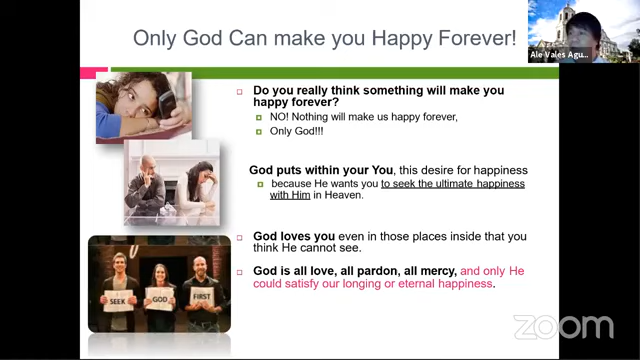 Only God Can make you Happy Forever!
Ale Vales Agu...
Do you really think something will make you
happy forever?
NO! Nothing will make us happy forever,
Only God!!!
God puts within your You, this desire for happiness
because He wants you to seek the ultimate happiness
with Him in Heaven.
God loves you even in those places inside that you
think He cannot see.
God is all love, all pardon, all mercy, and only He
could satisfy our longing or eternal happiness.
SEEK
GOD
FIRST
zoom